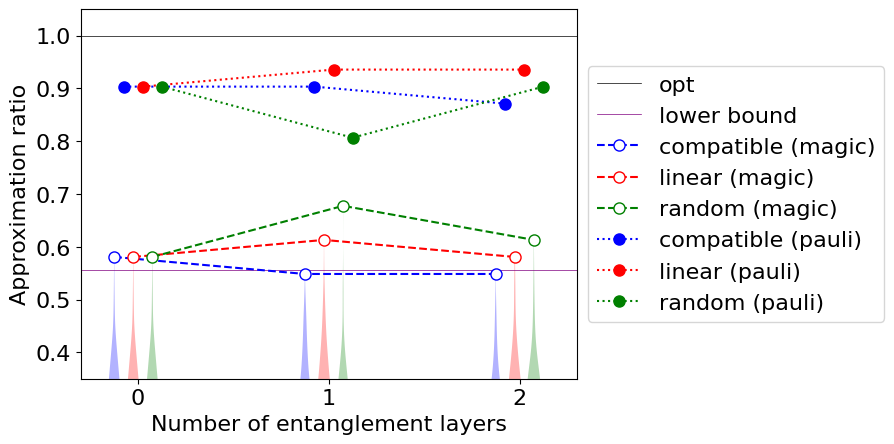 1.0
0.9
0.8
0.7
0.6
0.5
0.4
Approximation ratio
0 1 2
Number of entanglement layers
opt
lower bound
compatible (magic)
linear (magic)
random (magic)
compatible (pauli)
linear (pauli)
random (pauli)